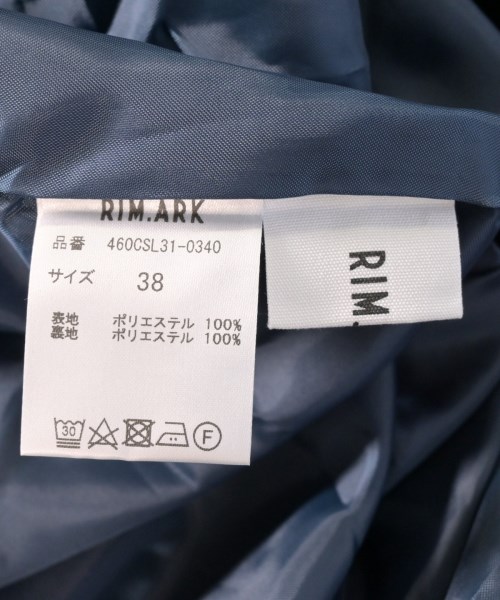 RIM.ARK
品番 460CSL31-0340
サイズ 38
表地 ポリエステル 100%
裏地 ポリエステル 100%
30
F
RIM.